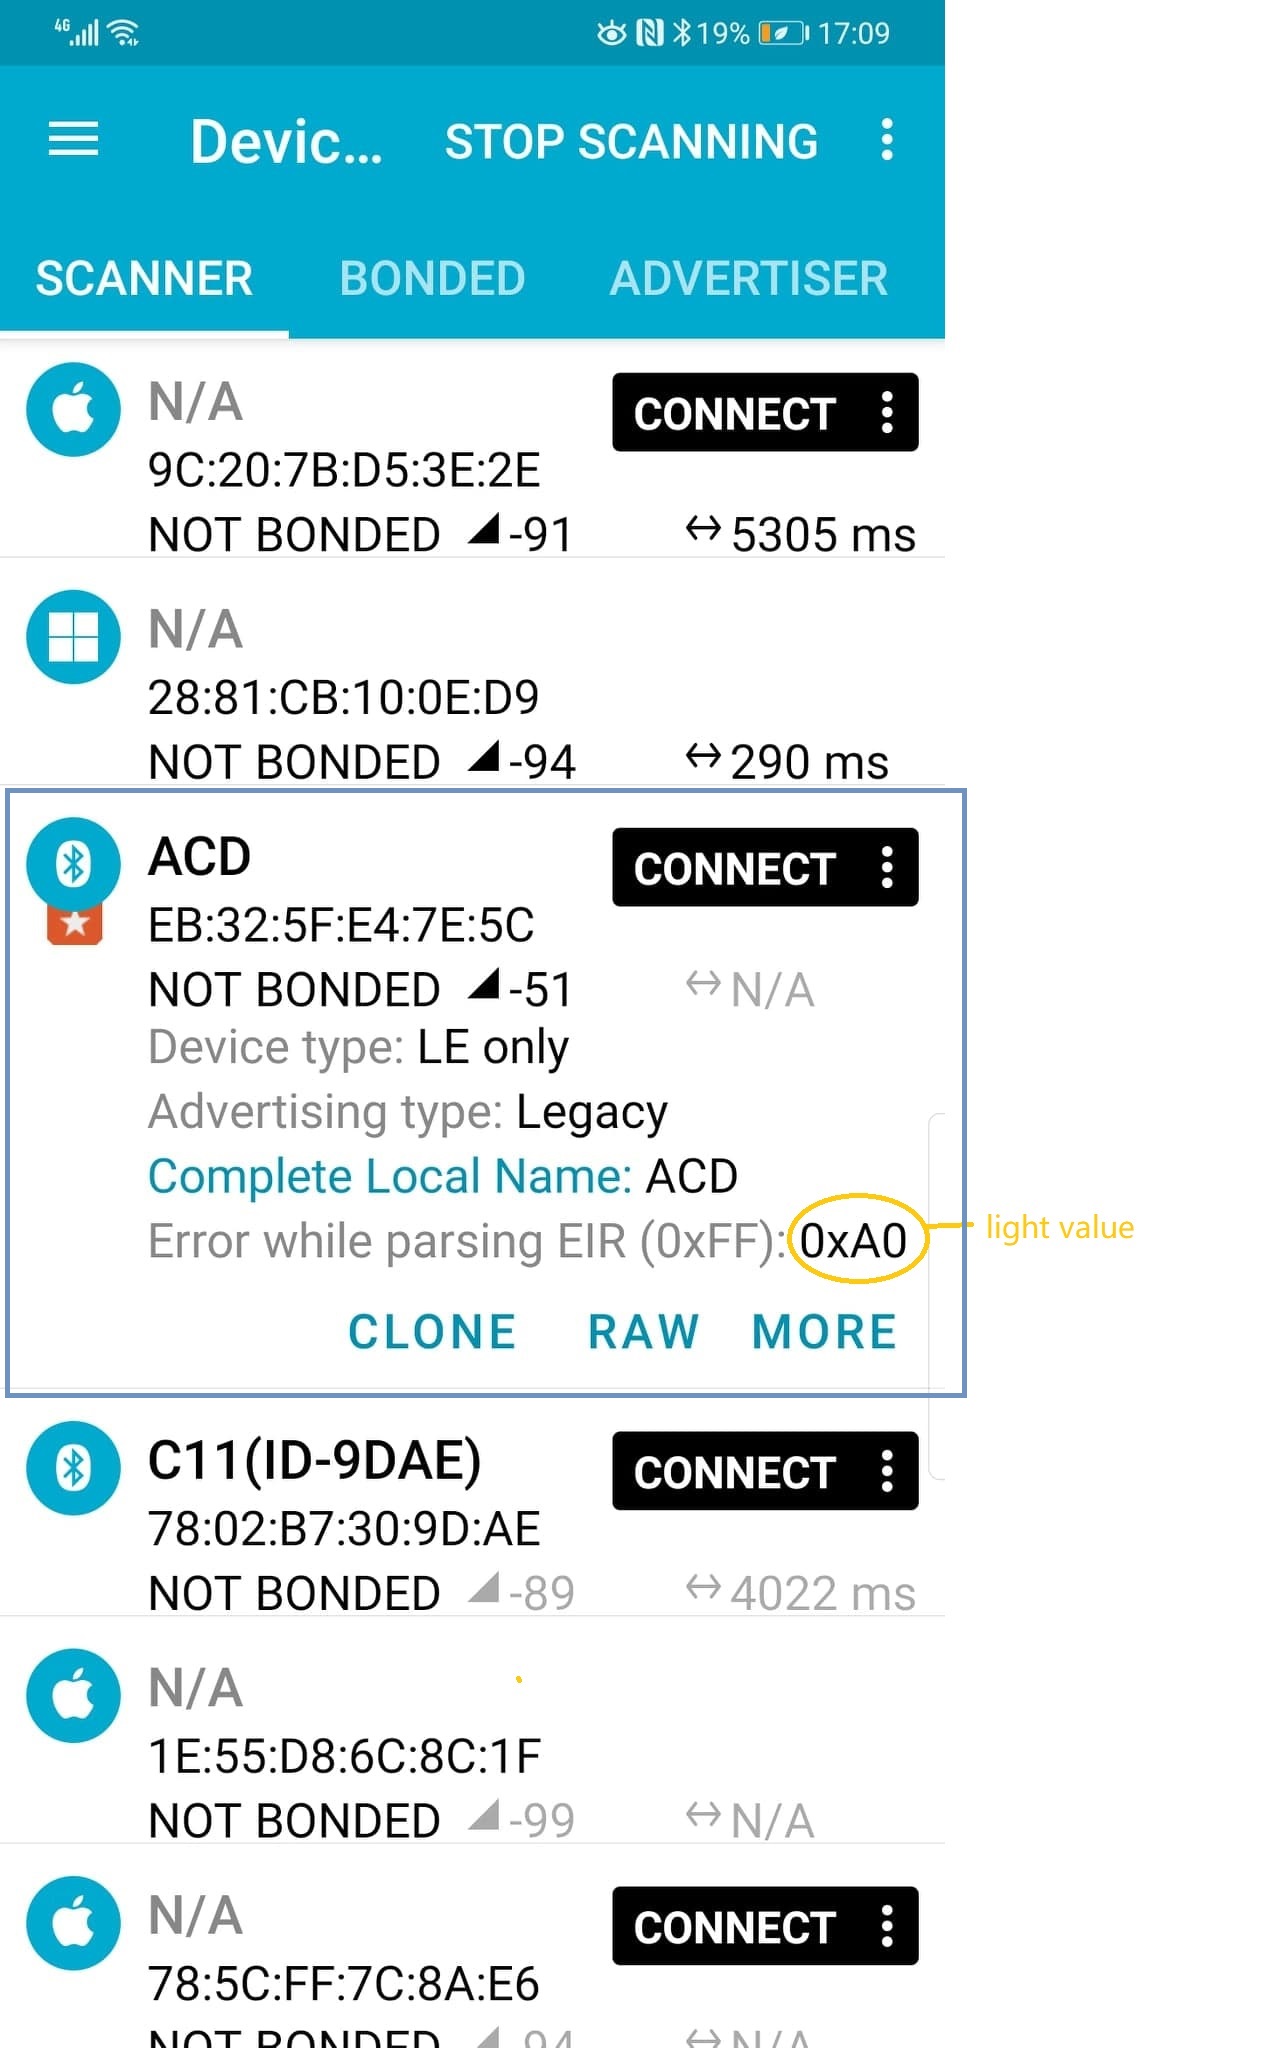 4G 19% 17:09
Devic... STOP SCANNING
SCANNER BONDED ADVERTISER
N/A CONNECT
9C:20:7B:D5:3E:2E
NOT BONDED -91 5305 ms
N/A
28:81:CB:10:0E:D9
NOT BONDED -94 290 ms
ACD CONNECT
EB:32:5F:E4:7E:5C
NOT BONDED -51 N/A
Device type: LE only
Advertising type: Legacy
Complete Local Name: ACD
Error while parsing EIR (0xFF): 0xA0 light value
CLONE RAW MORE
C11(ID-9DAE) CONNECT
78:02:B7:30:9D:AE
NOT BONDED -89 4022 ms
N/A
1E:55:D8:6C:8C:1F
NOT BONDED -99 N/A
N/A CONNECT
78:5C:FF:7C:8A:E6
NOT BONDED -94 N/A